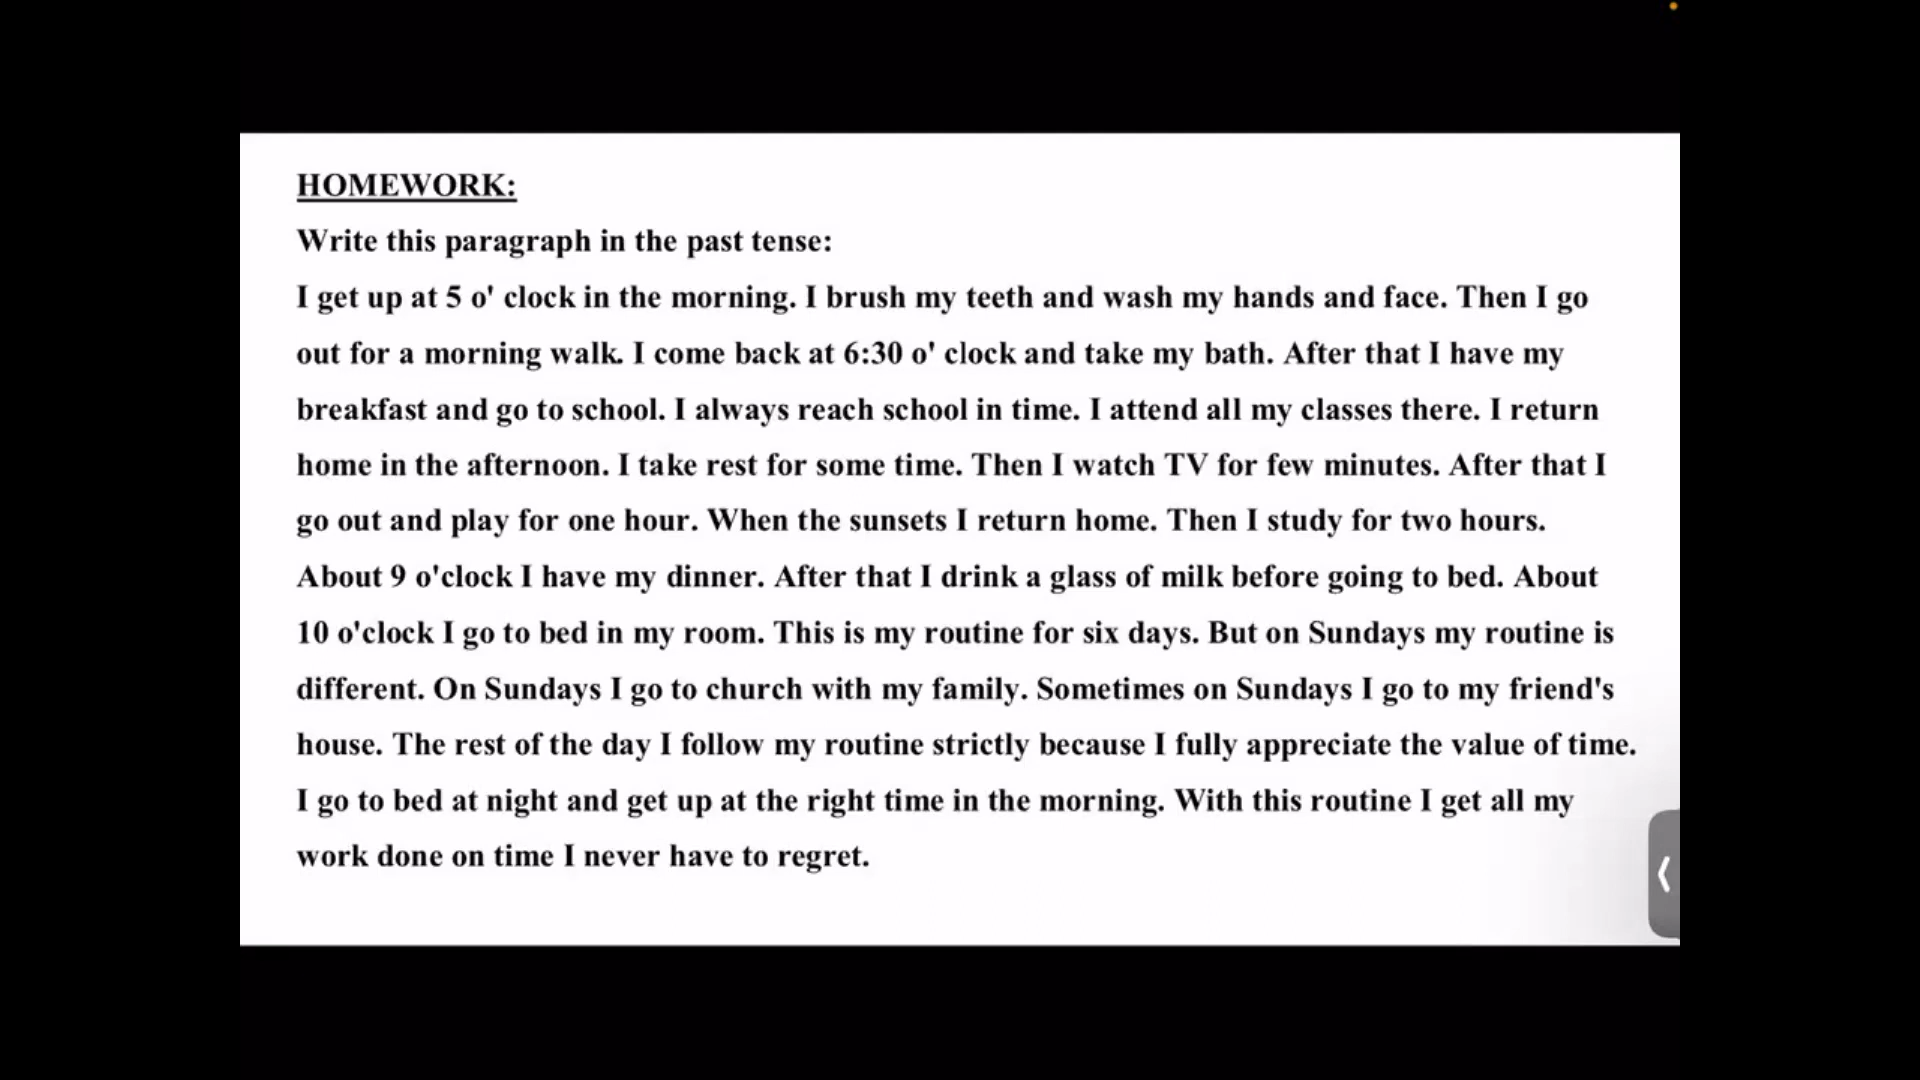 HOMEWORK:
Write this paragraph in the past tense:
I get up at 5 o' clock in the morning. I brush my teeth and wash my hands and face. Then I go
out for a morning walk. I come back at 6:30 o' clock and take my bath. After that I have my
breakfast and go to school. I always reach school in time. I attend all my classes there. I return
home in the afternoon. I take rest for some time. Then I watch TV for few minutes. After that I
go out and play for one hour. When the sunsets I return home. Then I study for two hours.
About 9 o'clock I have my dinner. After that I drink a glass of milk before going to bed. About
10 o'clock I go to bed in my room. This is my routine for six days. But on Sundays my routine is
different. On Sundays I go to church with my family. Sometimes on Sundays I go to my friend's
house. The rest of the day I follow my routine strictly because I fully appreciate the value of time.
I go to bed at night and get up at the right time in the morning. With this routine I get all my
work done on time I never have to regret.